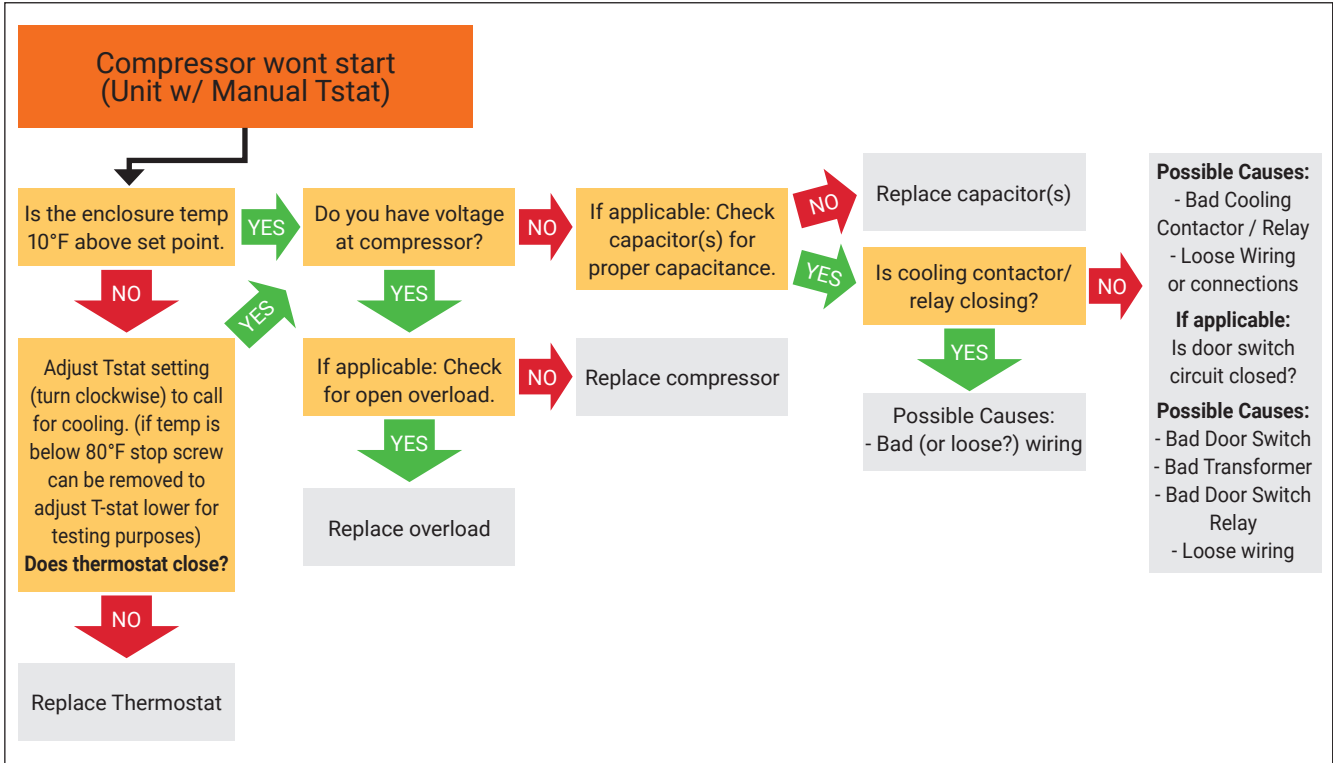 Compressor wont start
(Unit w/ Manual Tstat)
Is the enclosure temp
10°F above set point.
YES
NO
Do you have voltage
at compressor?
NO
YES
If applicable: Check
capacitor(s) for
proper capacitance.
NO
YES
Replace capacitor(s)
Is cooling contactor/
relay closing?
NO
YES
Possible Causes:
- Bad Cooling
Contactor / Relay
- Loose Wiring
or connections
If applicable:
Is door switch
circuit closed?
Possible Causes:
- Bad Door Switch
- Bad Transformer
- Bad Door Switch
Relay
- Loose wiring
Adjust Tstat setting
(turn clockwise) to call
for cooling. (if temp is
below 80°F stop screw
can be removed to
adjust T-stat lower for
testing purposes)
Does thermostat close?
YES
NO
If applicable: Check
for open overload.
NO
YES
Replace compressor
Possible Causes:
- Bad (or loose?) wiring
Replace overload
Replace Thermostat